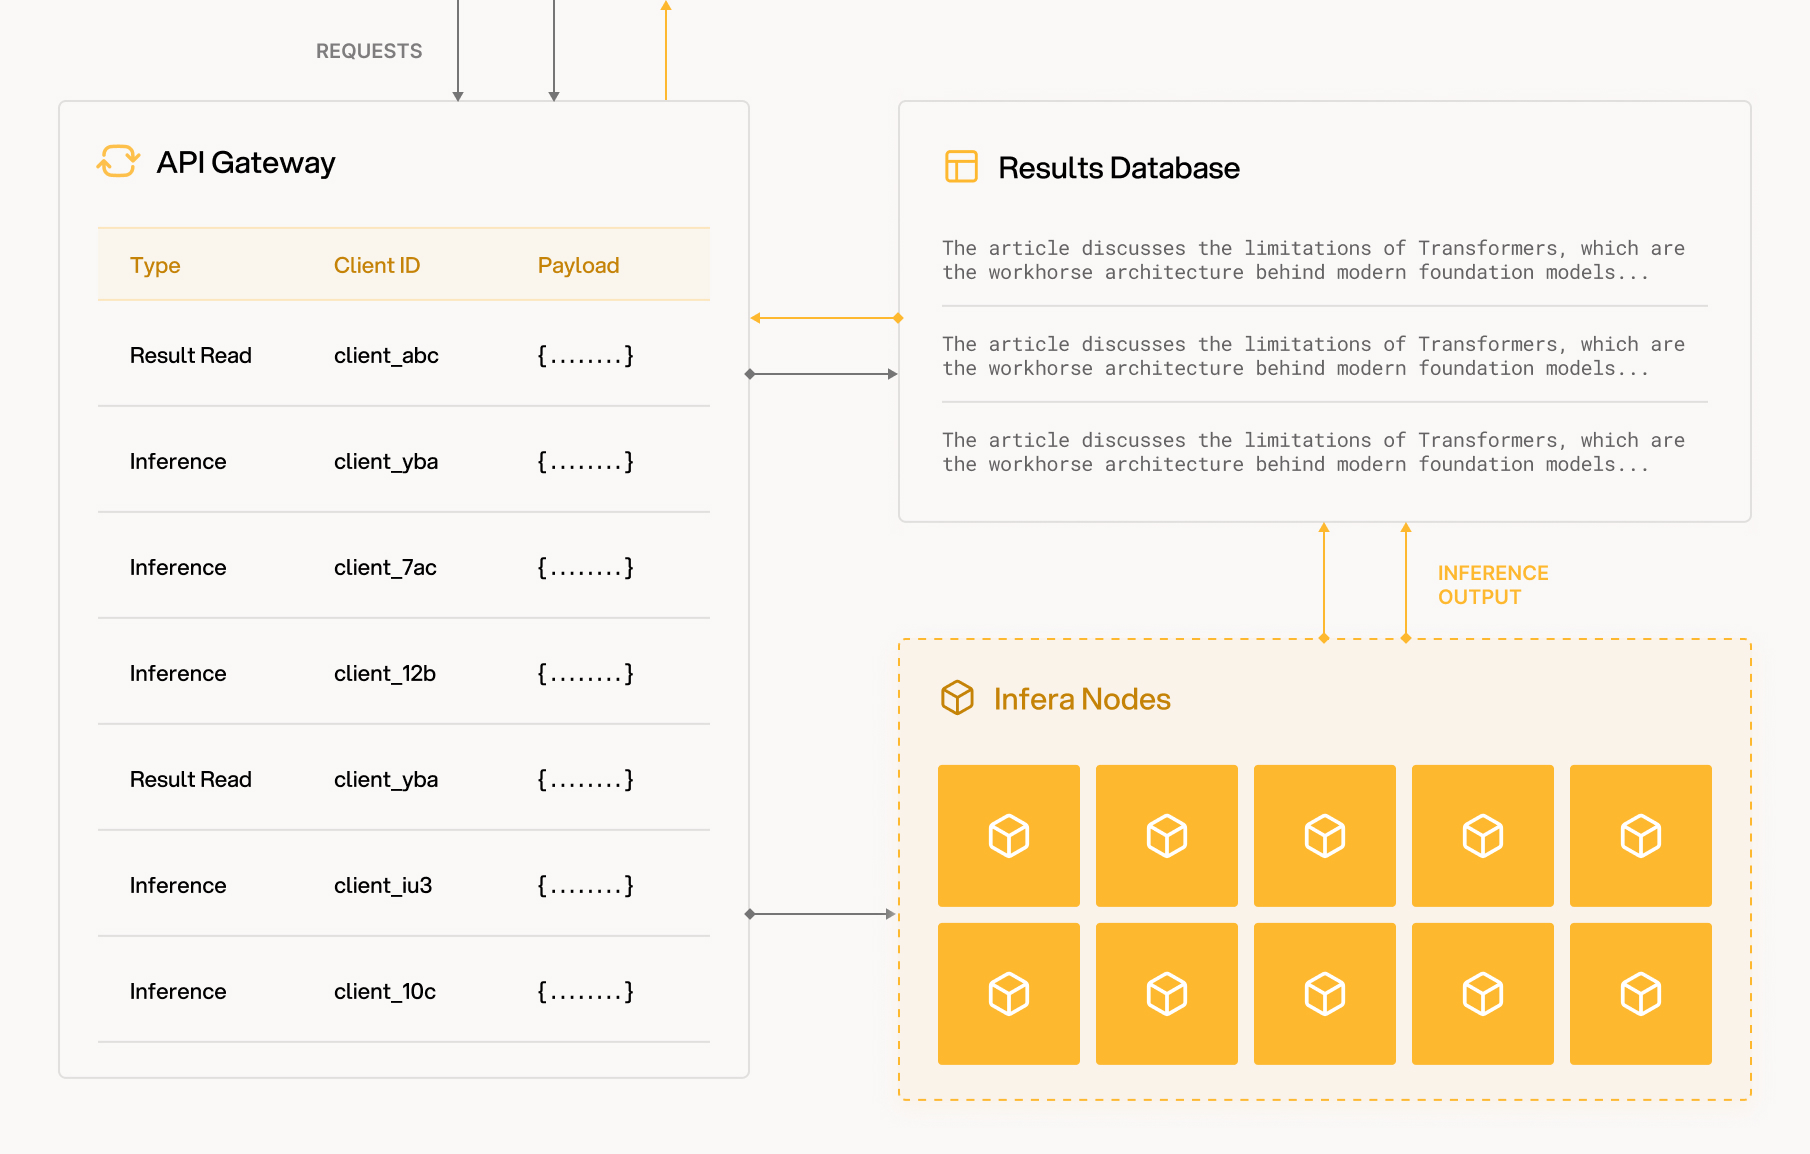 REQUESTS
API Gateway
Type Client ID Payload
Result Read client_abc {........}
Inference client_yba {........}
Inference client_7ac {........}
Inference client_12b {........}
Result Read client_yba {........}
Inference client_iu3 {........}
Inference client_10c {........}
Results Database
The article discusses the limitations of Transformers, which are
the workhorse architecture behind modern foundation models...
The article discusses the limitations of Transformers, which are
the workhorse architecture behind modern foundation models...
The article discusses the limitations of Transformers, which are
the workhorse architecture behind modern foundation models...
INFERENCE
OUTPUT
Infera Nodes